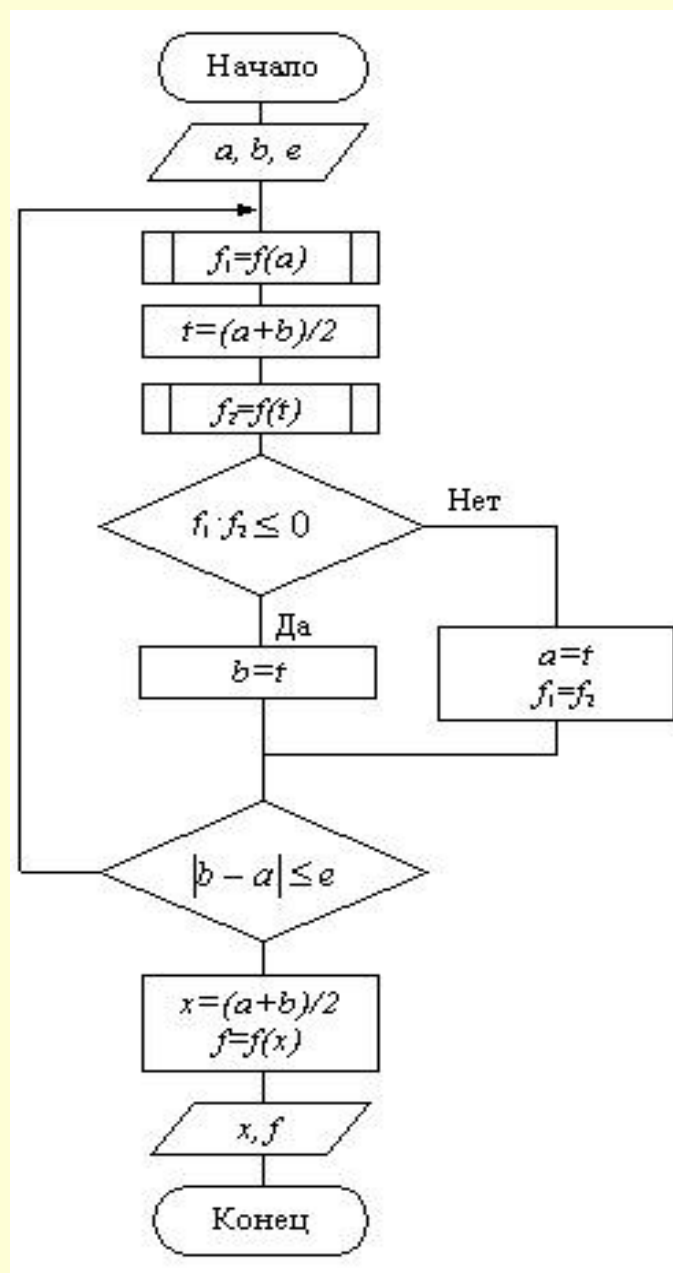 Начало
a, b, e
f₁=f(a)
t=(a+b)/2
f₂=f(t)
f₁·f₂ ≤ 0
Нет
Да
b=t
a=t
f₁=f₂
|b − a| ≤ e
x=(a+b)/2
f=f(x)
x, f
Конец